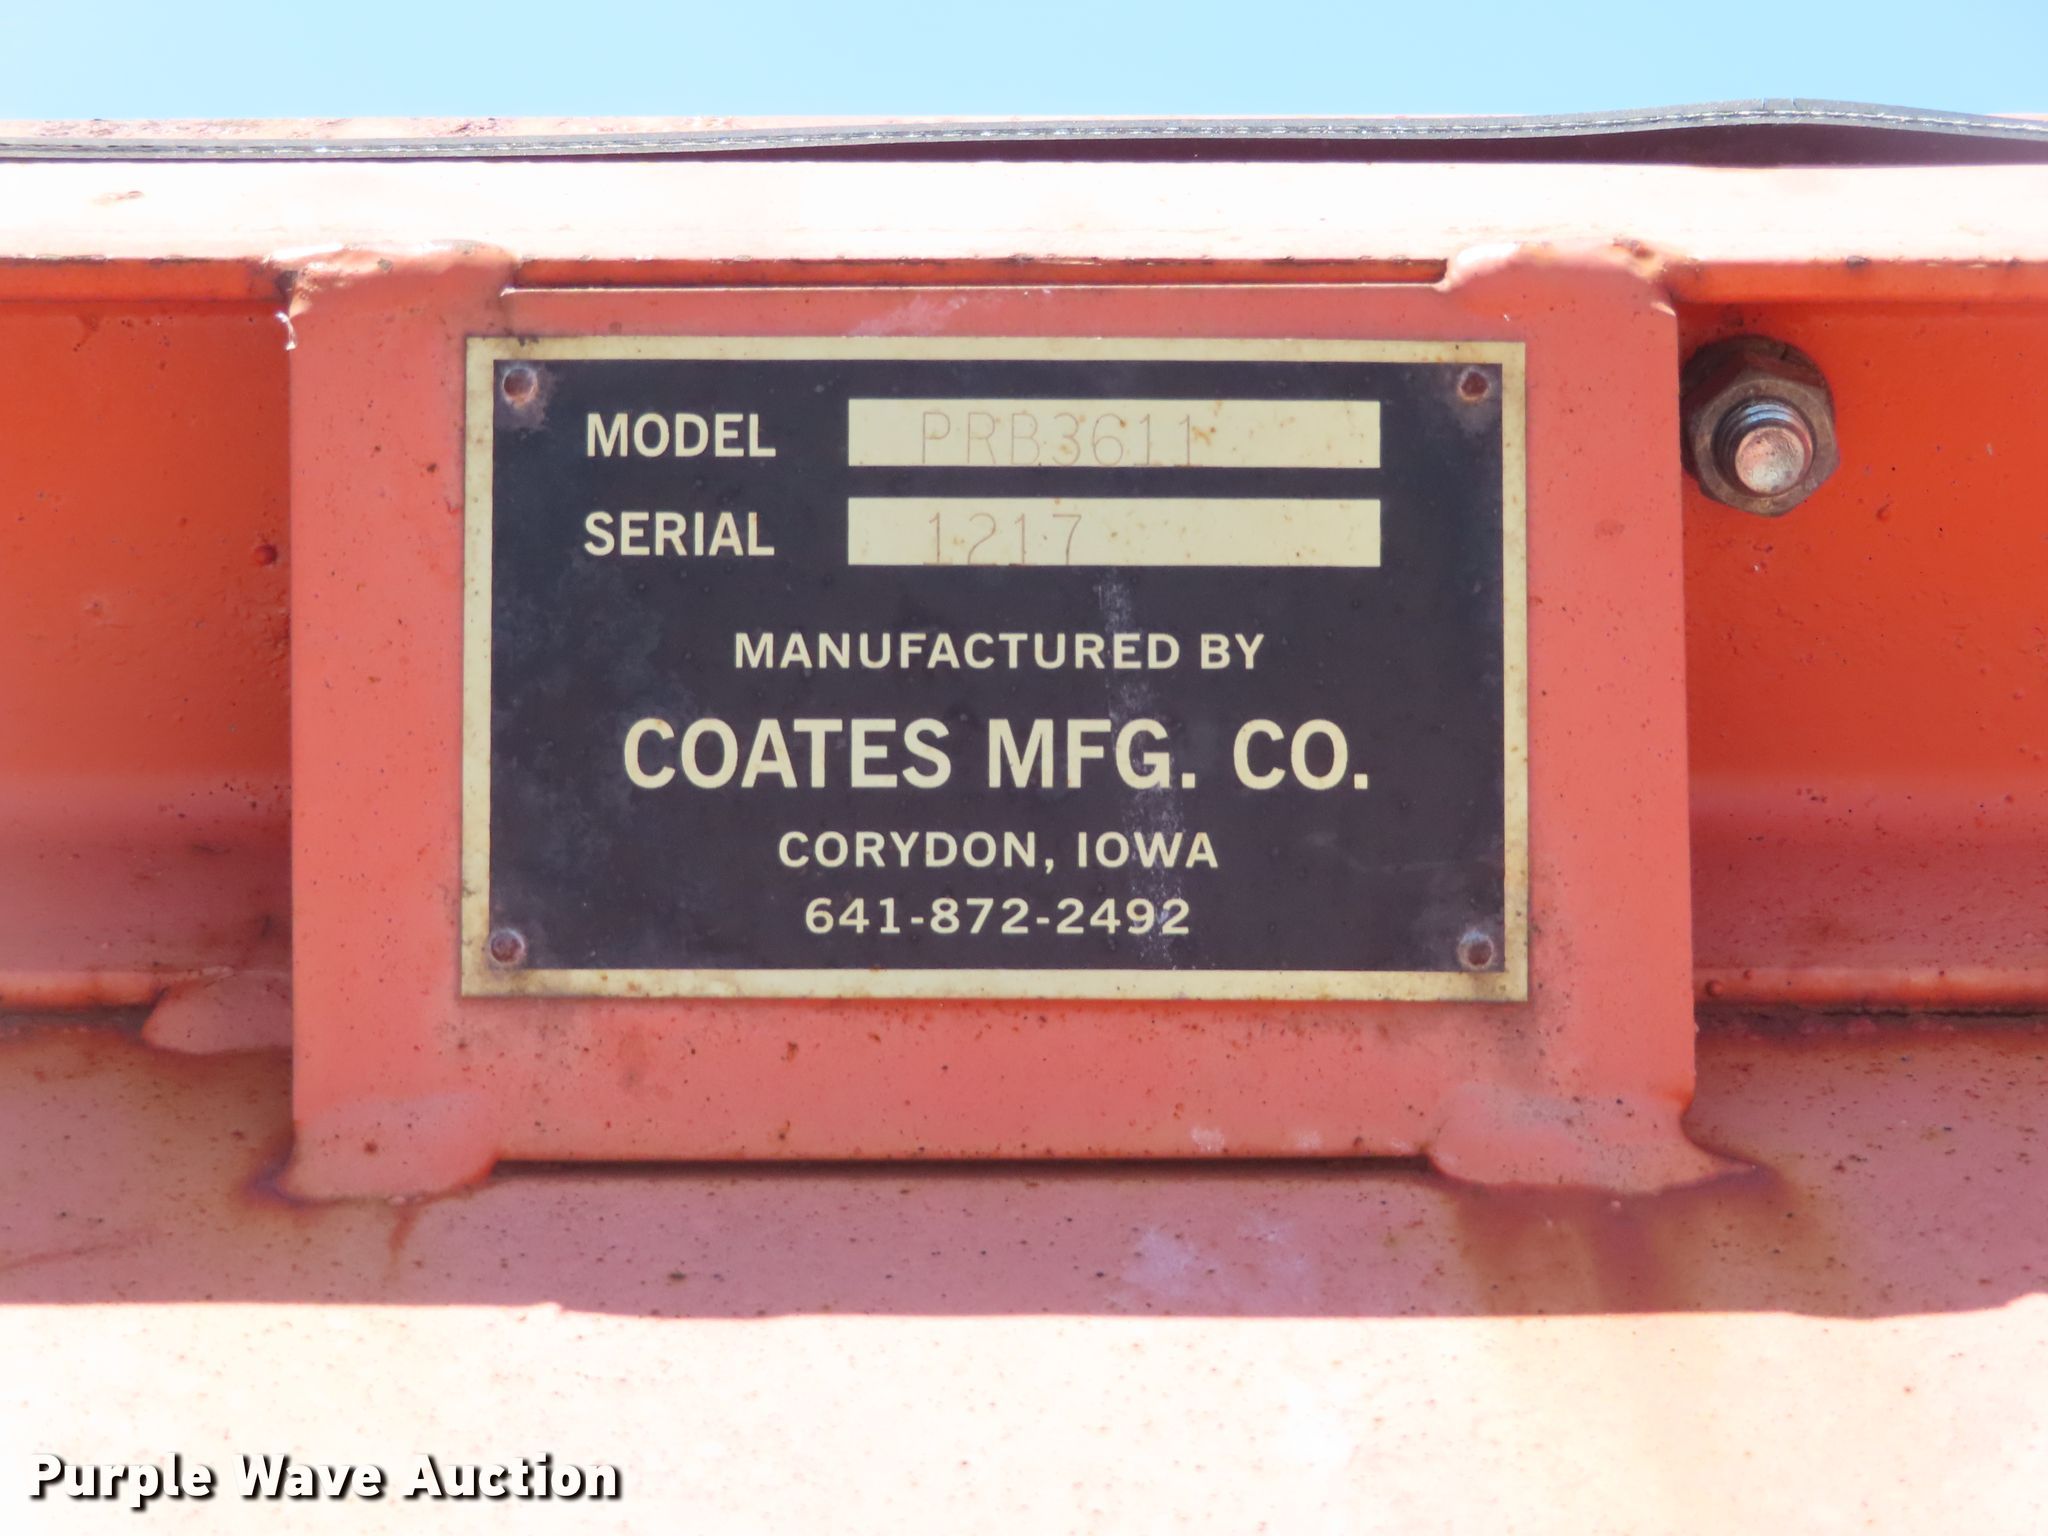 MODEL PRB3611
SERIAL 1217
MANUFACTURED BY
COATES MFG. CO.
CORYDON, IOWA
641-872-2492
Purple Wave Auction